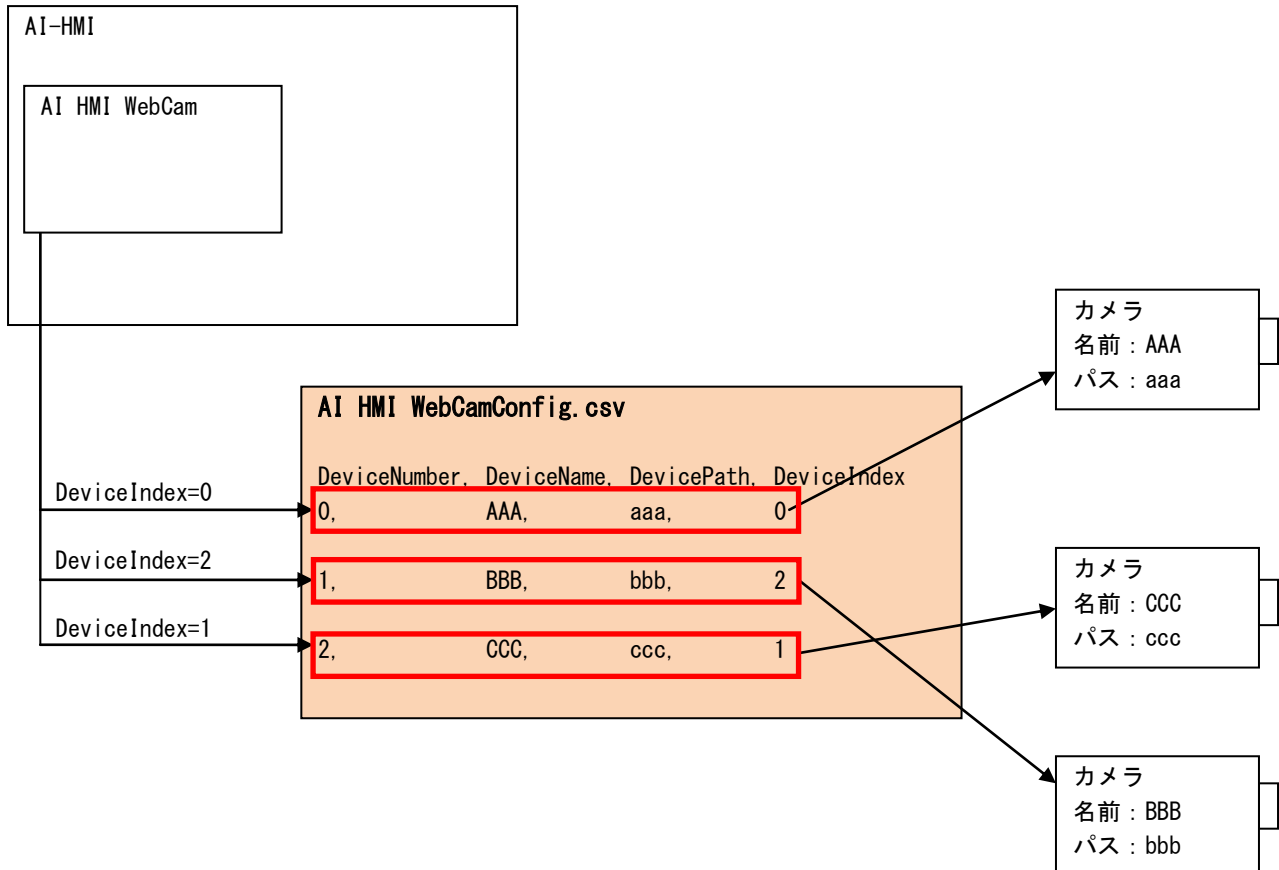 AI-HMI
AI HMI WebCam
カメラ
名前：AAA
パス：aaa
AI HMI WebCamConfig.csv
DeviceNumber, DeviceName, DevicePath, DeviceIndex
DeviceIndex=0
0, AAA, aaa, 0
DeviceIndex=2
1, BBB, bbb, 2
カメラ
名前：CCC
パス：ccc
DeviceIndex=1
2, CCC, ccc, 1
カメラ
名前：BBB
パス：bbb